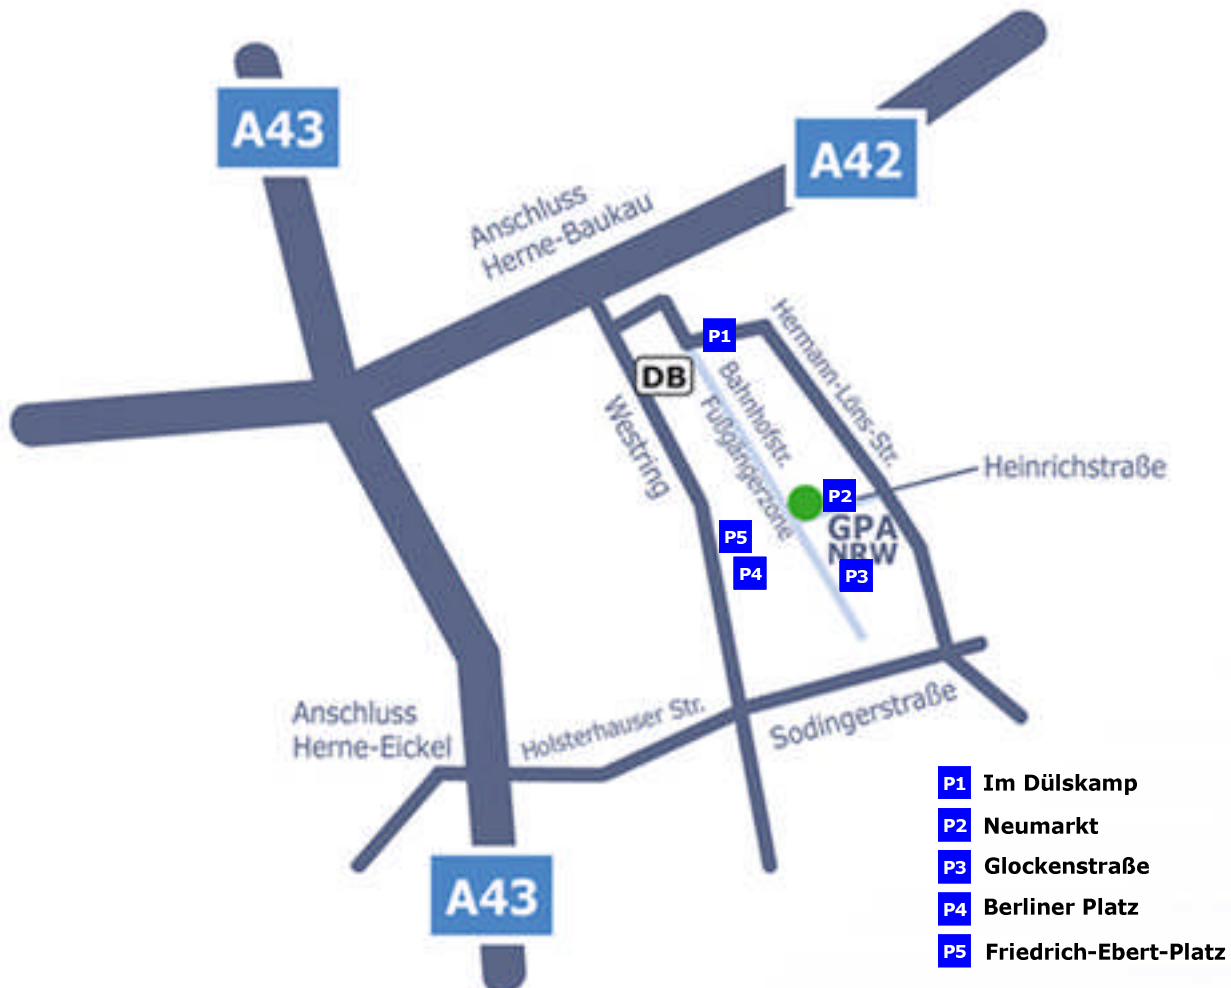 A43
A42
Anschluss
Herne-Baukau
P1
Hermann-Löns-Str.
DB
Bahnhofstr.
Fußgängerzone
Westring
Heinrichstraße
P2
GPA
NRW
P5
P4
P3
Anschluss
Herne-Eickel
Holsterhauser Str.
Sodingerstraße
A43
P1 Im Dülskamp
P2 Neumarkt
P3 Glockenstraße
P4 Berliner Platz
P5 Friedrich-Ebert-Platz